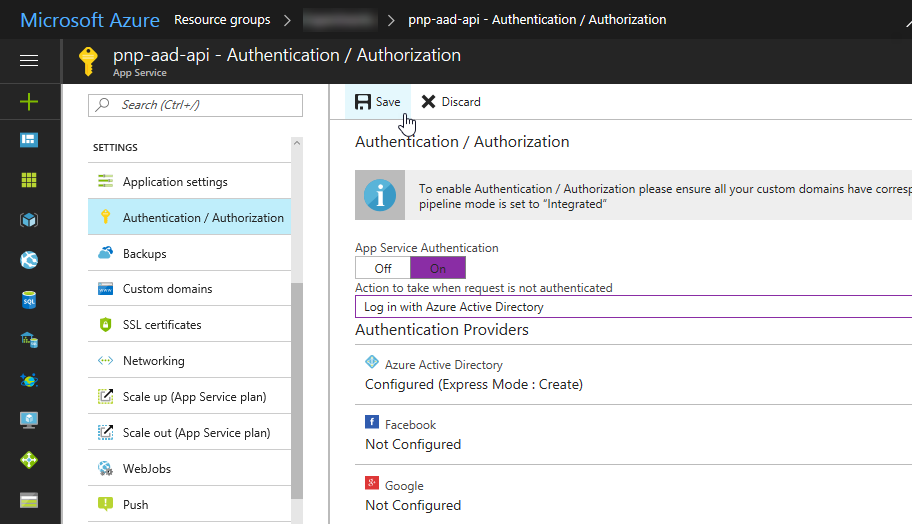 Microsoft Azure Resource groups > > pnp-aad-api - Authentication / Authorization
pnp-aad-api - Authentication / Authorization
App Service
Search (Ctrl+/)
SETTINGS
Application settings
Authentication / Authorization
Backups
Custom domains
SSL certificates
Networking
Scale up (App Service plan)
Scale out (App Service plan)
WebJobs
Push
Save Discard
Authentication / Authorization
To enable Authentication / Authorization please ensure all your custom domains have corresp
pipeline mode is set to “Integrated”
App Service Authentication
Off On
Action to take when request is not authenticated
Log in with Azure Active Directory
Authentication Providers
Azure Active Directory
Configured (Express Mode : Create)
Facebook
Not Configured
Google
Not Configured